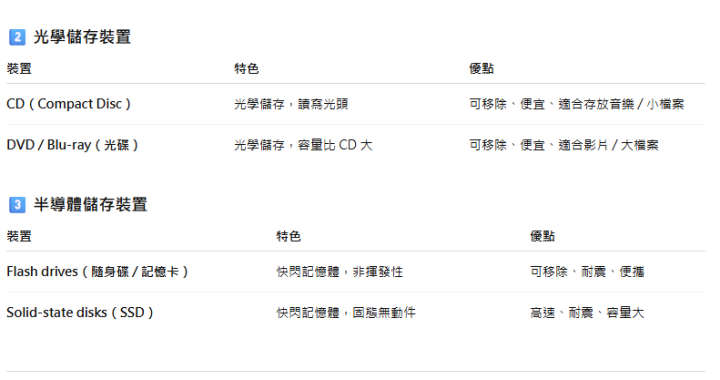 2 光學儲存裝置
裝置 特色 優點
CD（Compact Disc） 光學儲存，讀寫光頭 可移除、便宜、適合存放音樂 / 小檔案
DVD / Blu-ray（光碟） 光學儲存，容量比 CD 大 可移除、便宜、適合影片 / 大檔案
3 半導體儲存裝置
裝置 特色 優點
Flash drives（隨身碟 / 記憶卡） 快閃記憶體，非揮發性 可移除、耐震、便攜
Solid-state disks（SSD） 快閃記憶體，固態無動件 高速、耐震、容量大